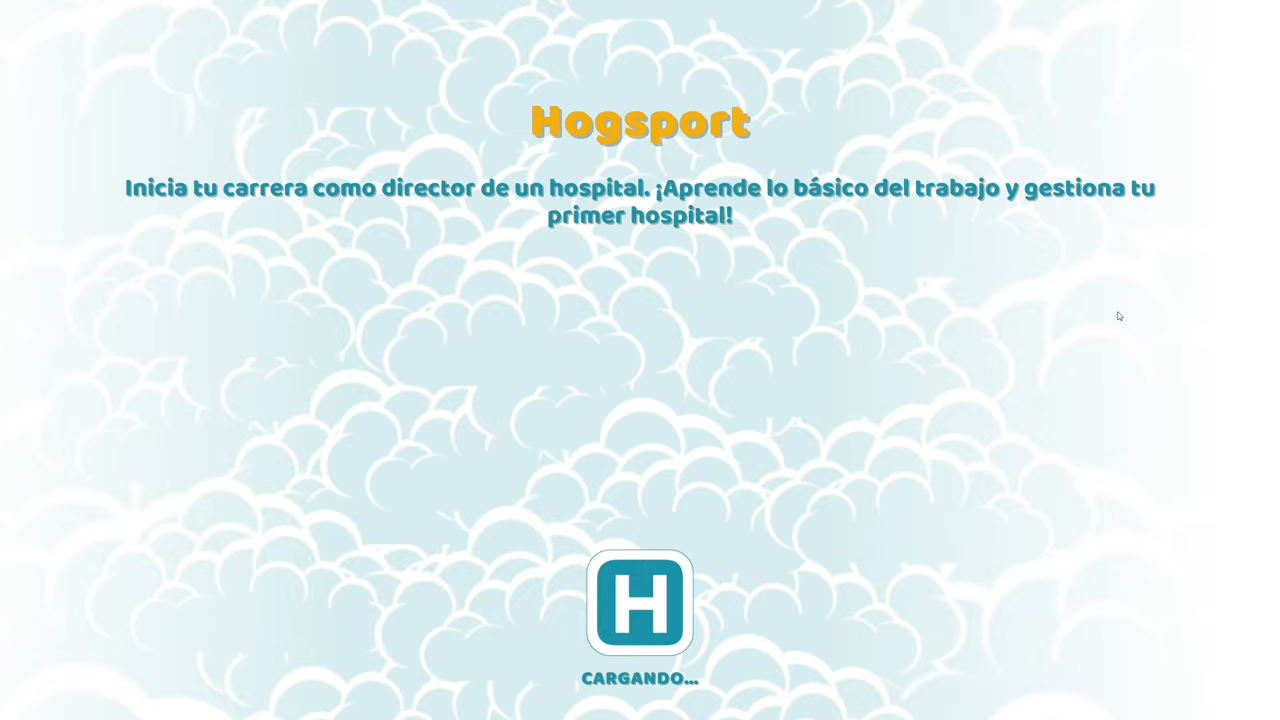 Hogsport
Inicia tu carrera como director de un hospital. ¡Aprende lo básico del trabajo y gestiona tu
primer hospital!
H
CARGANDO...